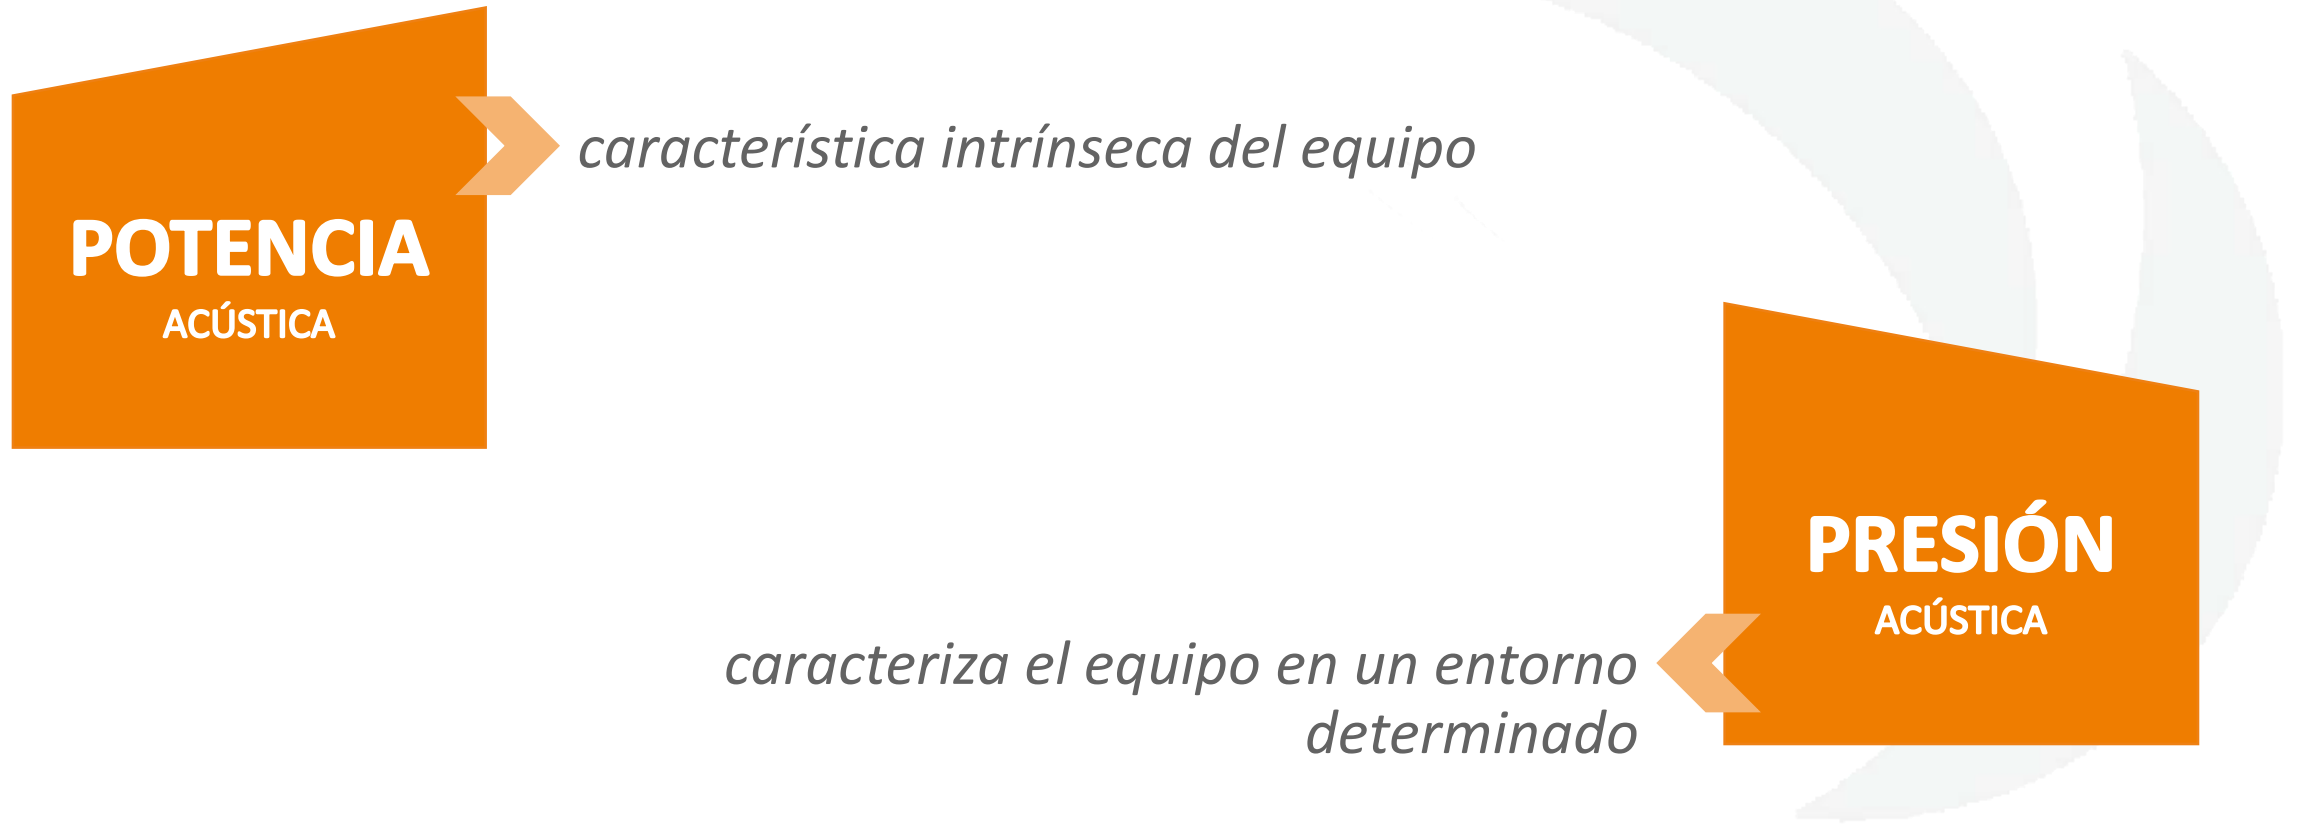 característica intrínseca del equipo
POTENCIA
ACÚSTICA
PRESIÓN
ACÚSTICA
caracteriza el equipo en un entorno
determinado